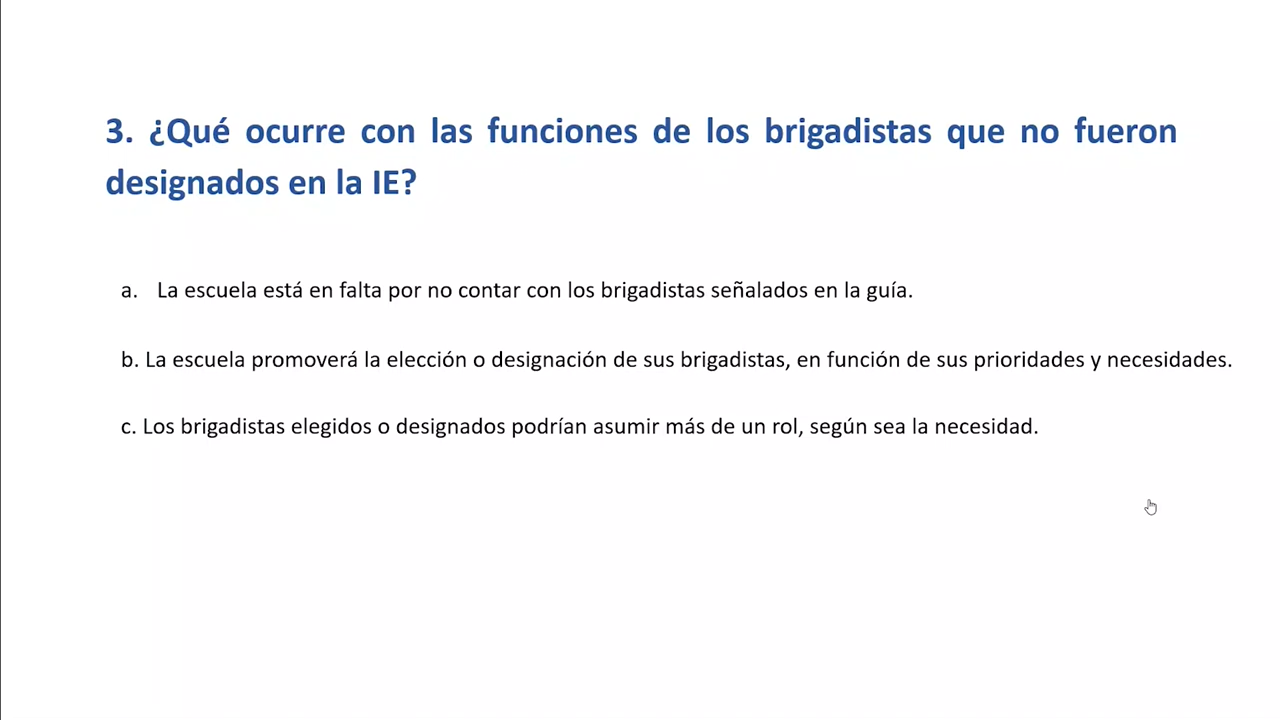 3. ¿Qué ocurre con las funciones de los brigadistas que no fueron
designados en la IE?
a. La escuela está en falta por no contar con los brigadistas señalados en la guía.
b. La escuela promoverá la elección o designación de sus brigadistas, en función de sus prioridades y necesidades.
c. Los brigadistas elegidos o designados podrían asumir más de un rol, según sea la necesidad.